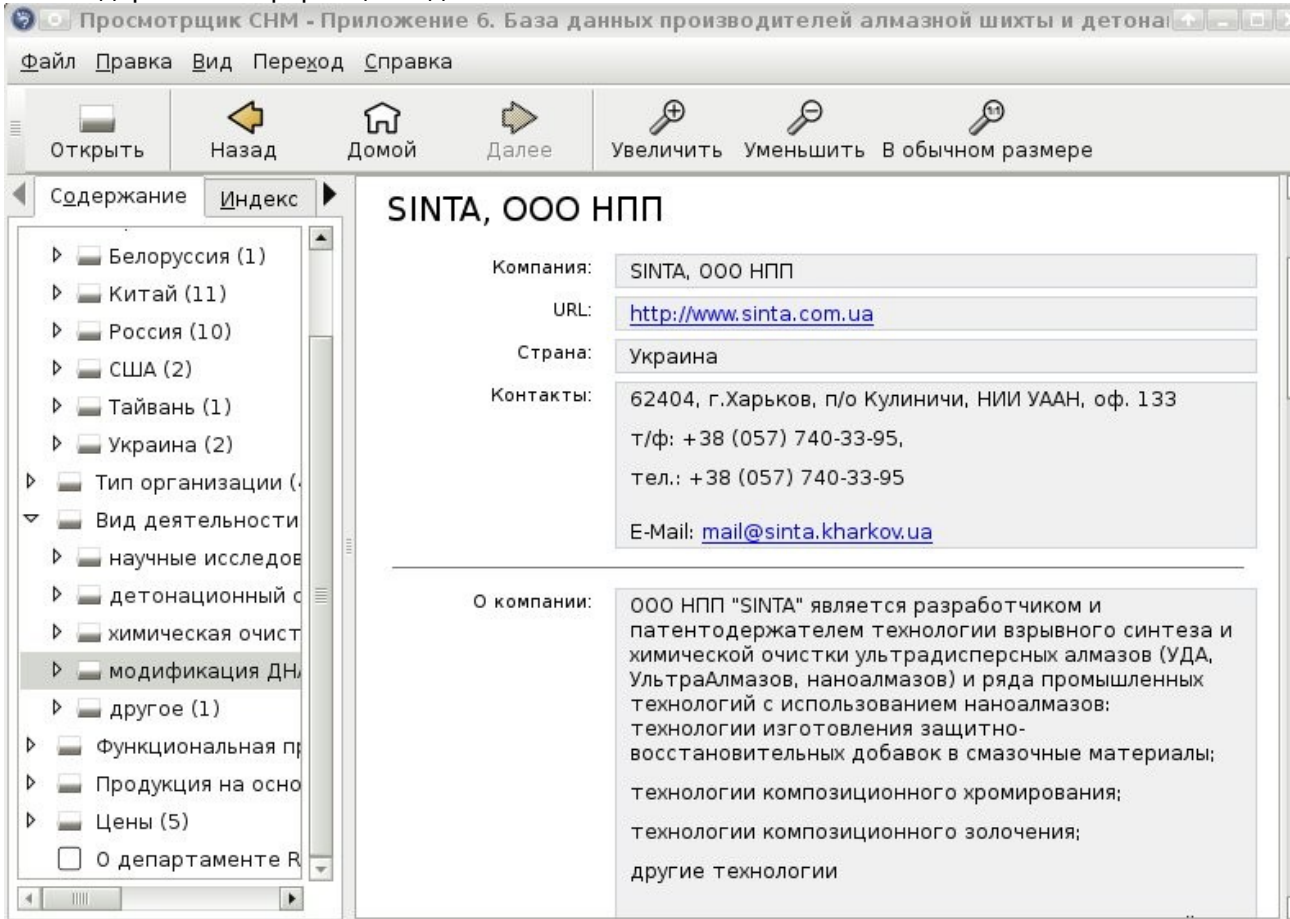 Просмотрщик CHM - Приложение 6. База данных производителей алмазной шихты и детона
Файл Правка Вид Переход Справка
Открыть Назад Домой Далее Увеличить Уменьшить В обычном размере
Содержание Индекс
Белоруссия (1)
Китай (11)
Россия (10)
США (2)
Тайвань (1)
Украина (2)
Тип организации (
Вид деятельности
научные исследов
детонационный с
химическая очист
модификация ДНА
другое (1)
Функциональная пр
Продукция на осно
Цены (5)
О департаменте R
SINTA, ООО НПП
Компания: SINTA, ООО НПП
URL: http://www.sinta.com.ua
Страна: Украина
Контакты: 62404, г.Харьков, п/о Кулиничи, НИИ УААН, оф. 133
т/ф: +38 (057) 740-33-95,
тел.: +38 (057) 740-33-95
E-Mail: mail@sinta.kharkov.ua
О компании: ООО НПП "SINTA" является разработчиком и
патентодержателем технологии взрывного синтеза и
химической очистки ультрадисперсных алмазов (УДА,
УльтраАлмазов, наноалмазов) и ряда промышленных
технологий с использованием наноалмазов:
технологии изготовления защитно-
восстановительных добавок в смазочные материалы;
технологии композиционного хромирования;
технологии композиционного золочения;
другие технологии